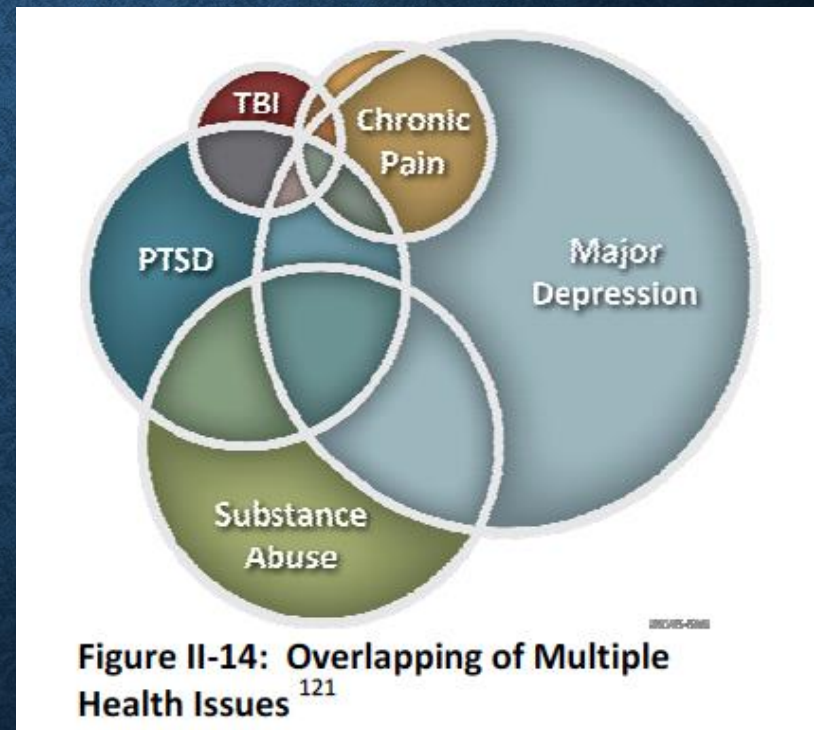 TBI
Chronic
Pain
PTSD
Major
Depression
Substance
Abuse
Figure II-14: Overlapping of Multiple
Health Issues 121